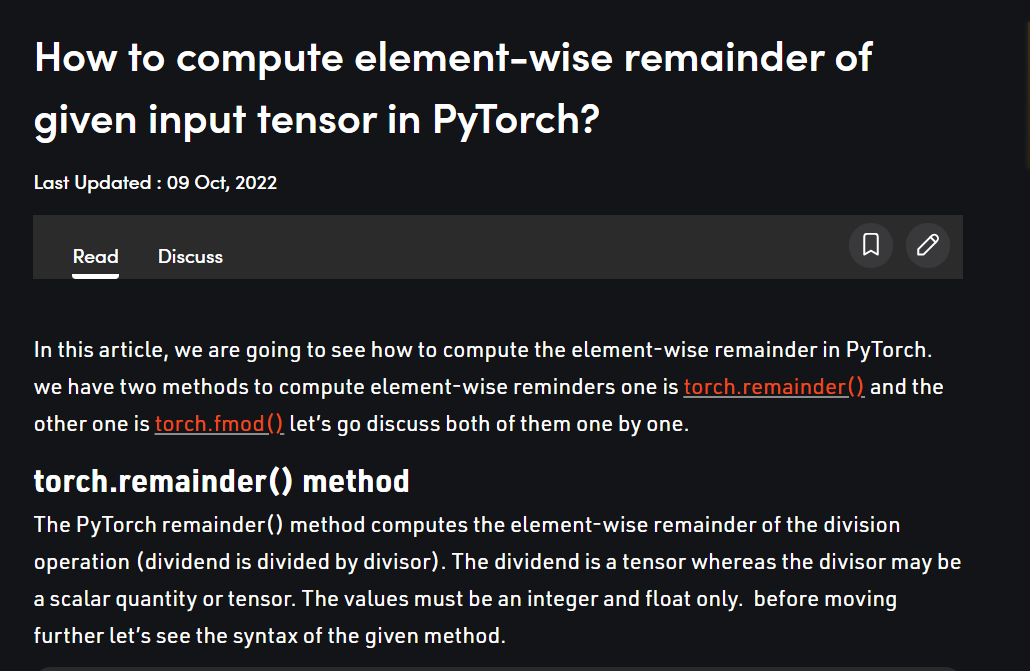 How to compute element-wise remainder of
given input tensor in PyTorch?
Last Updated : 09 Oct, 2022
Read Discuss
In this article, we are going to see how to compute the element-wise remainder in PyTorch.
we have two methods to compute element-wise reminders one is torch.remainder() and the
other one is torch.fmod() let’s go discuss both of them one by one.
torch.remainder() method
The PyTorch remainder() method computes the element-wise remainder of the division
operation (dividend is divided by divisor). The dividend is a tensor whereas the divisor may be
a scalar quantity or tensor. The values must be an integer and float only.  before moving
further let’s see the syntax of the given method.